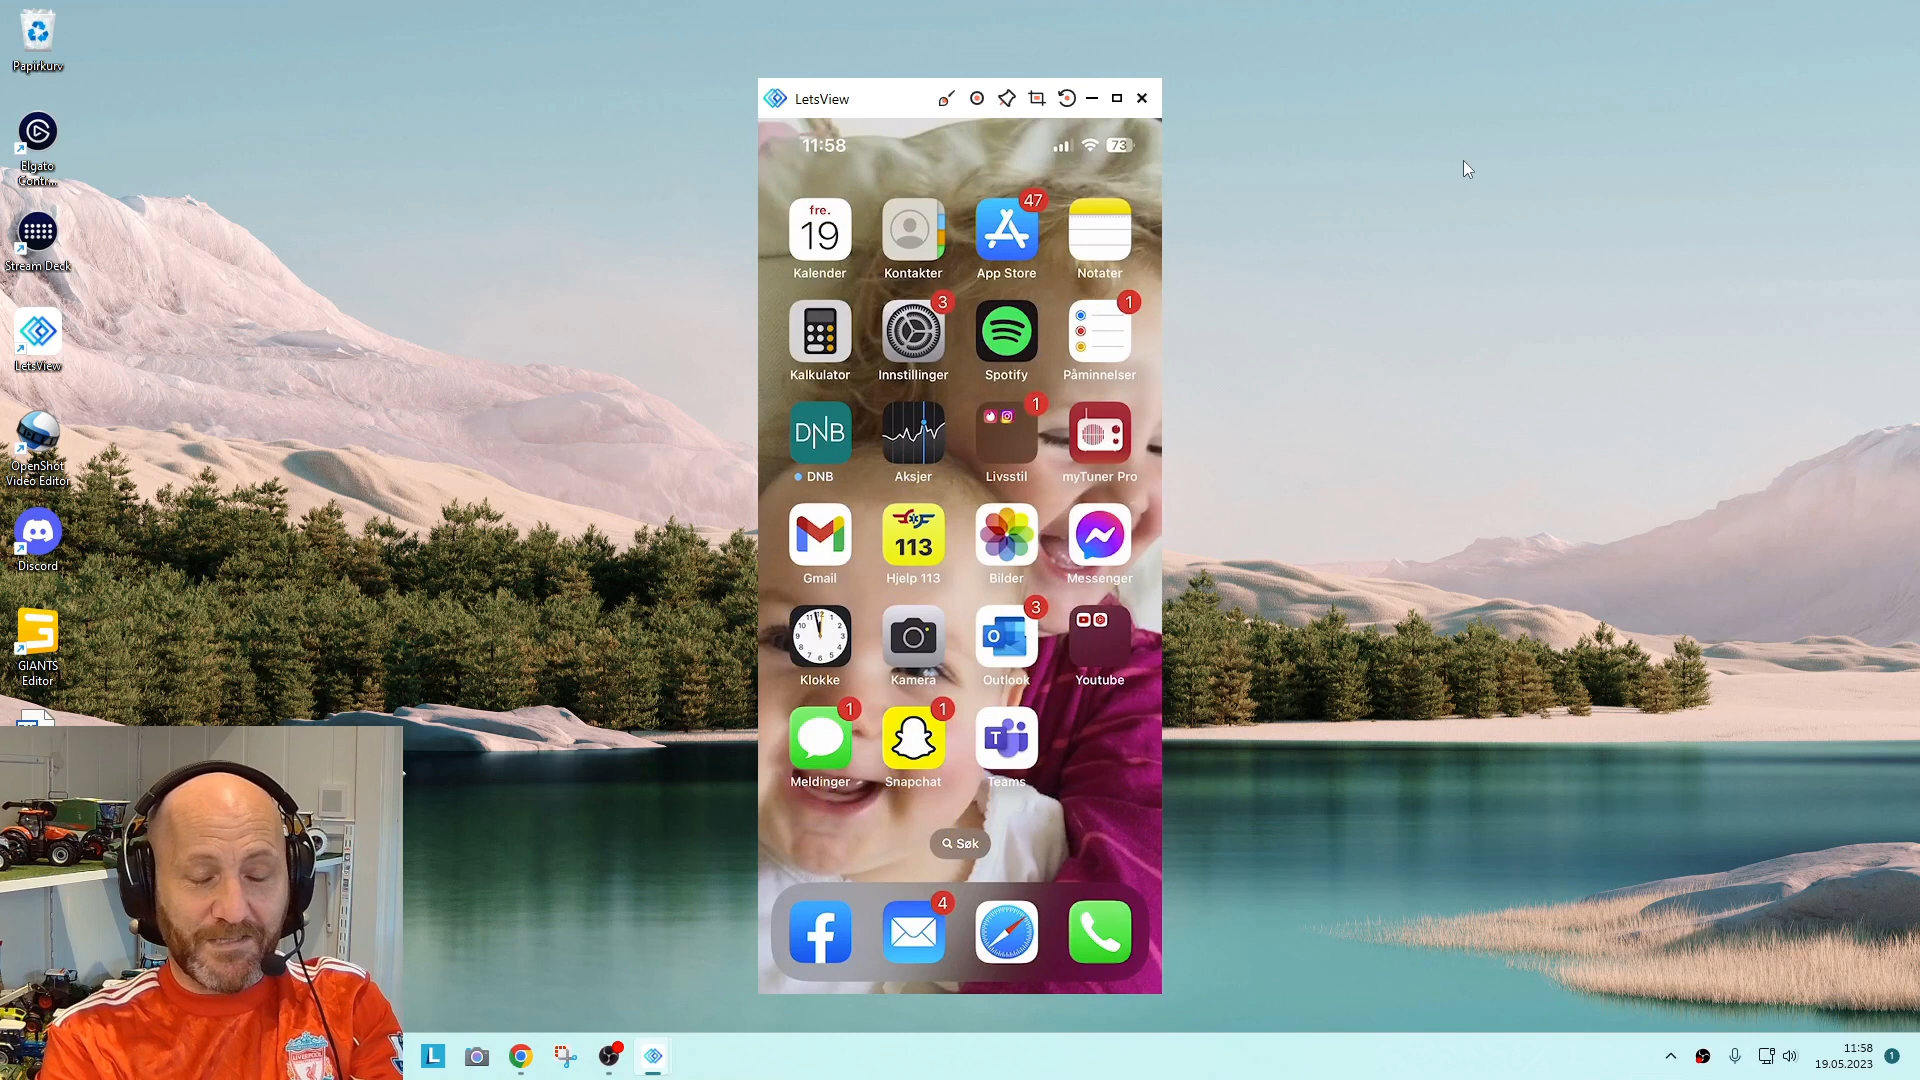 Papirkurv
Elgato
Contr...
Stream Deck
LetsView
OpenShot
Video Editor
Discord
GIANTS
Editor
LetsView
11:58
73
fre.
19
47
Kalender
Kontakter
App Store
Notater
3
1
Kalkulator
Innstillinger
Spotify
Påminnelser
DNB
1
DNB
Aksjer
Livsstil
myTuner Pro
113
Gmail
Hjelp 113
Bilder
Messenger
3
Klokke
Kamera
Outlook
Youtube
1
1
Meldinger
Snapchat
Teams
Søk
4
L
11:58
19.05.2023
1